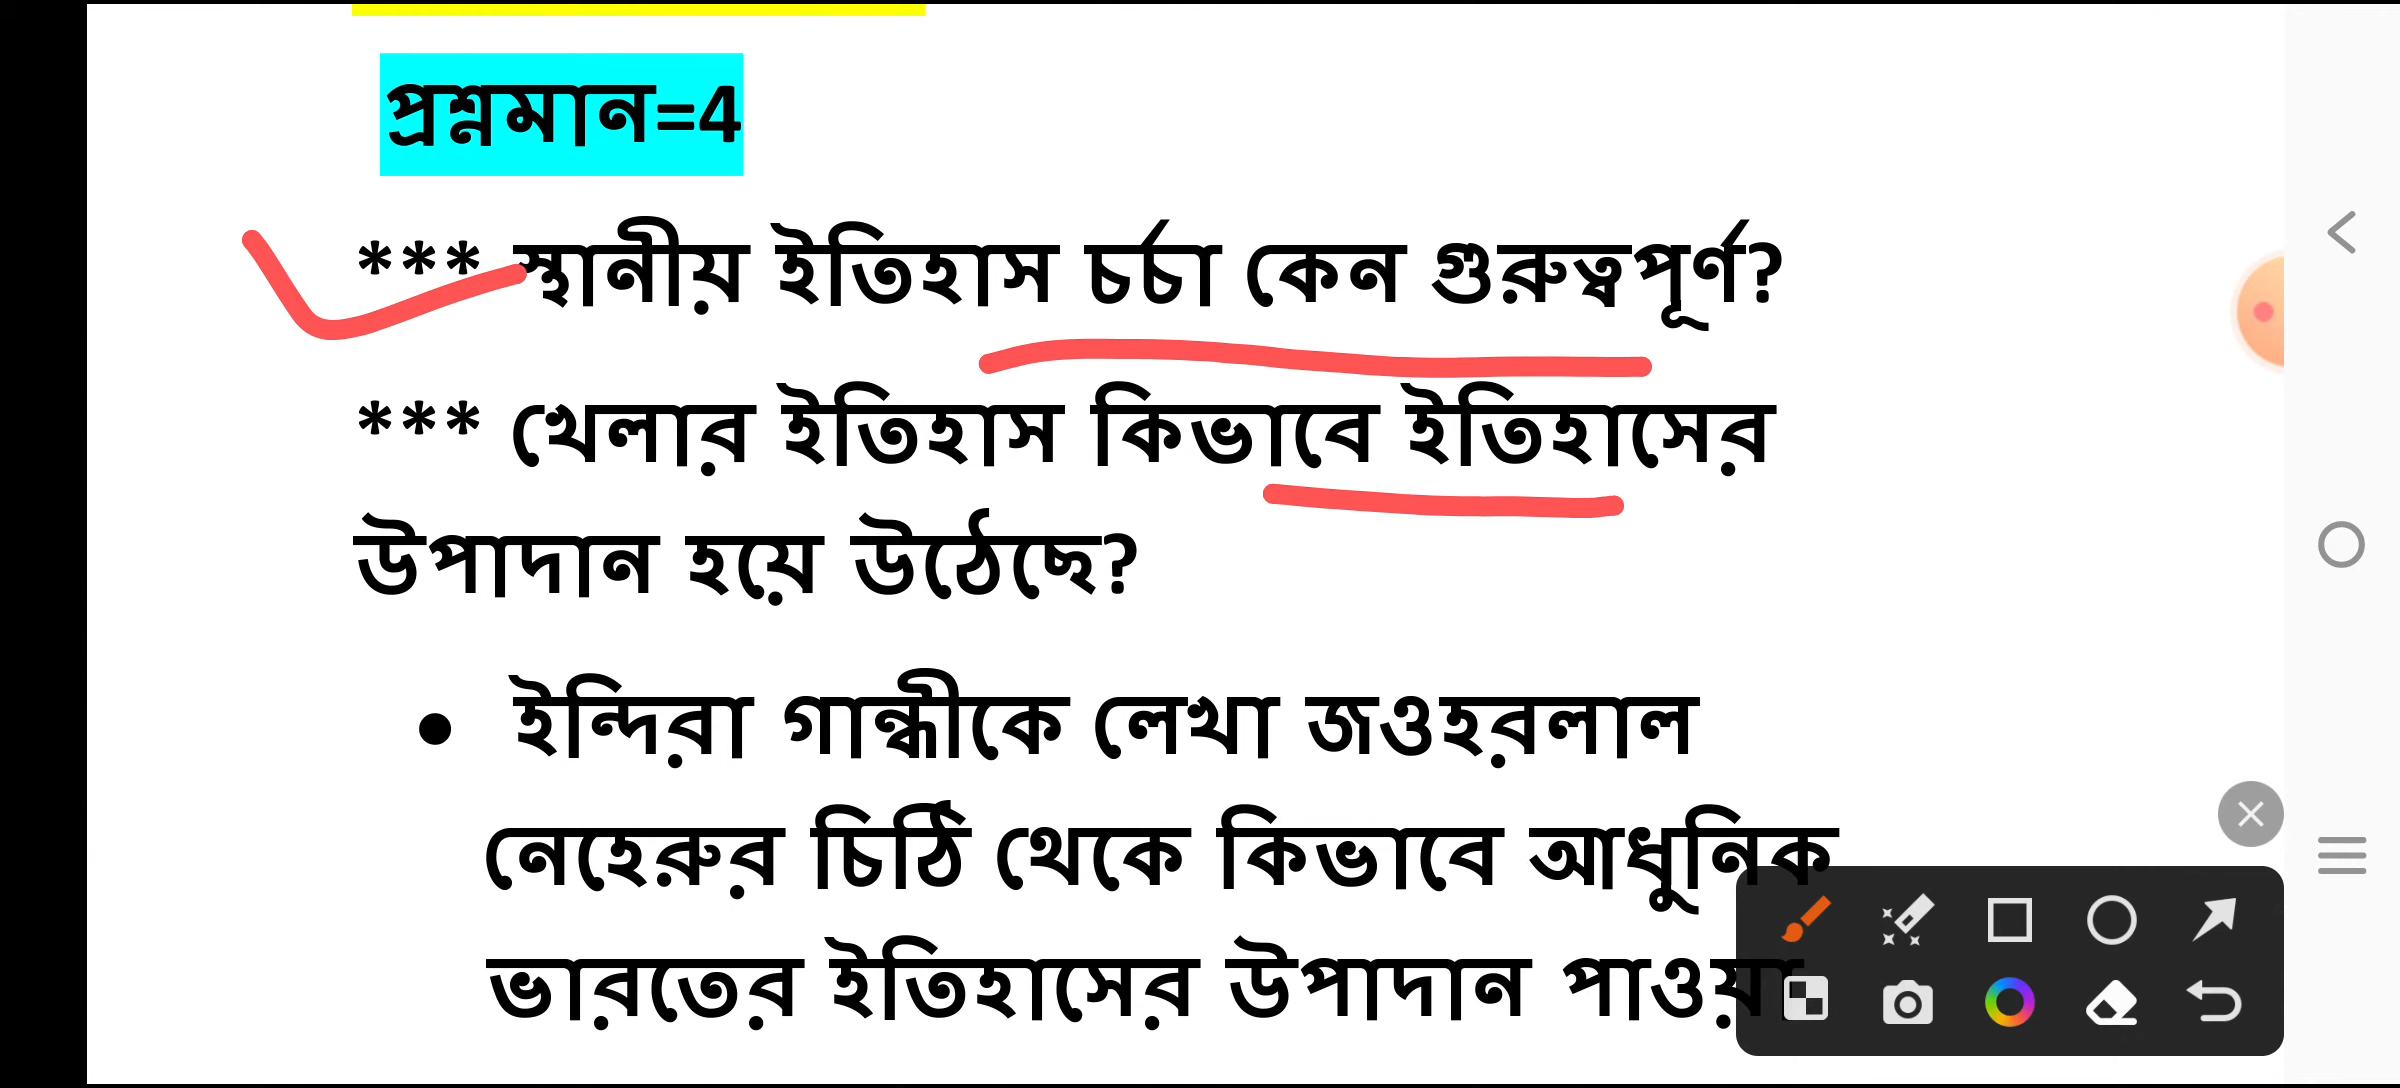 প্রশ্নমান=4
*** স্থানীয় ইতিহাস চর্চা কেন গুরুত্বপূর্ণ?
*** খেলার ইতিহাস কিভাবে ইতিহাসের
উপাদান হয়ে উঠেছে?
● ইন্দিরা গান্ধীকে লেখা জওহরলাল
নেহেরুর চিঠি থেকে কিভাবে আধুনিক
ভারতের ইতিহাসের উপাদান পাওয়া